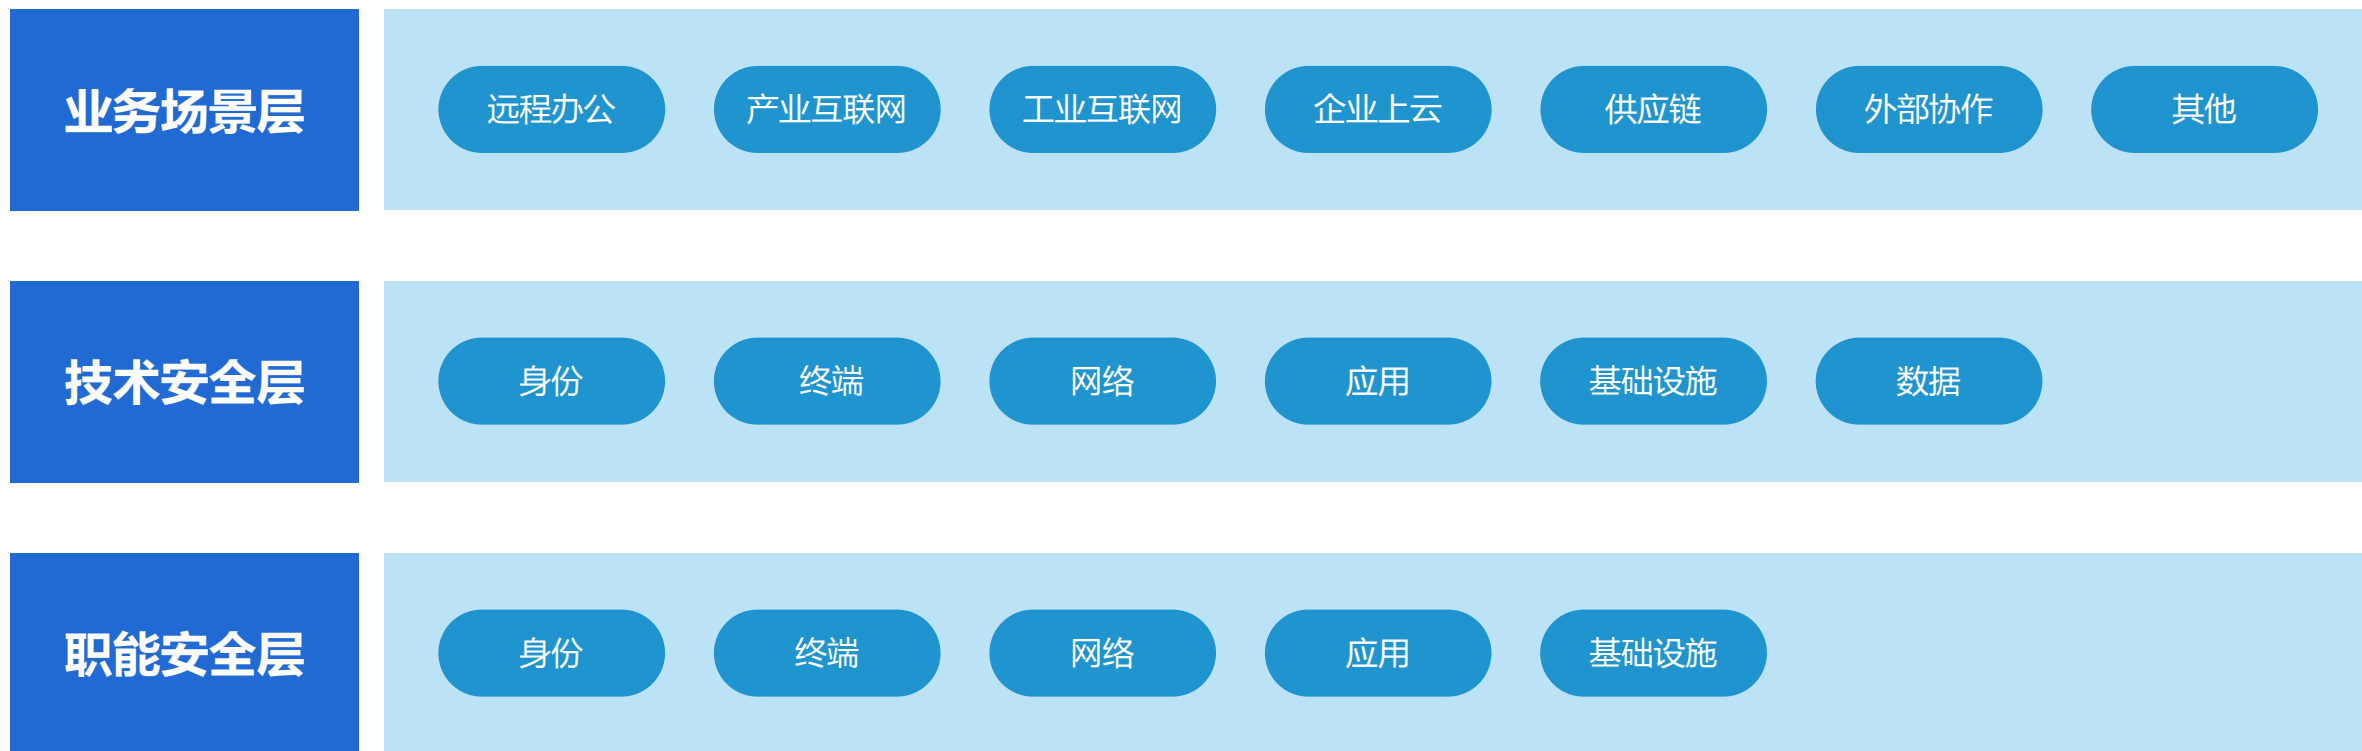 业务场景层
远程办公 产业互联网 工业互联网 企业上云 供应链 外部协作 其他
技术安全层
身份 终端 网络 应用 基础设施 数据
职能安全层
身份 终端 网络 应用 基础设施